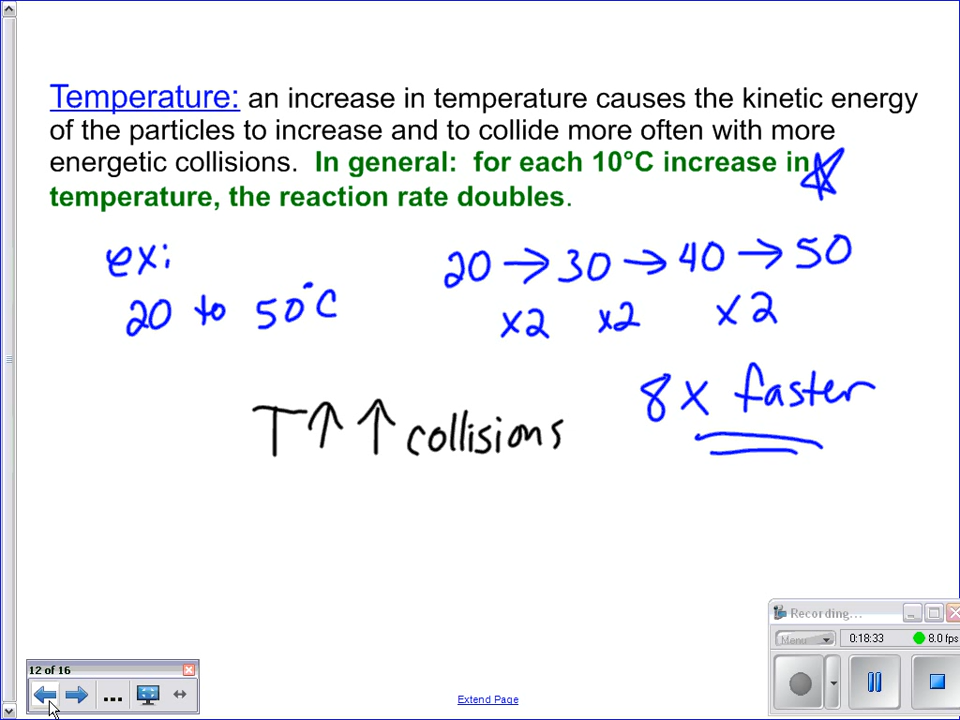 Temperature: an increase in temperature causes the kinetic energy
of the particles to increase and to collide more often with more
energetic collisions. In general: for each 10°C increase in
temperature, the reaction rate doubles.
ex:
20 to 50°C
20 → 30 → 40 → 50
x2 x2 x2
8x faster
T↑ ↑ collisions
Recording...
Menu
0:18:33
8.0 fps
12 of 16
...
Extend Page